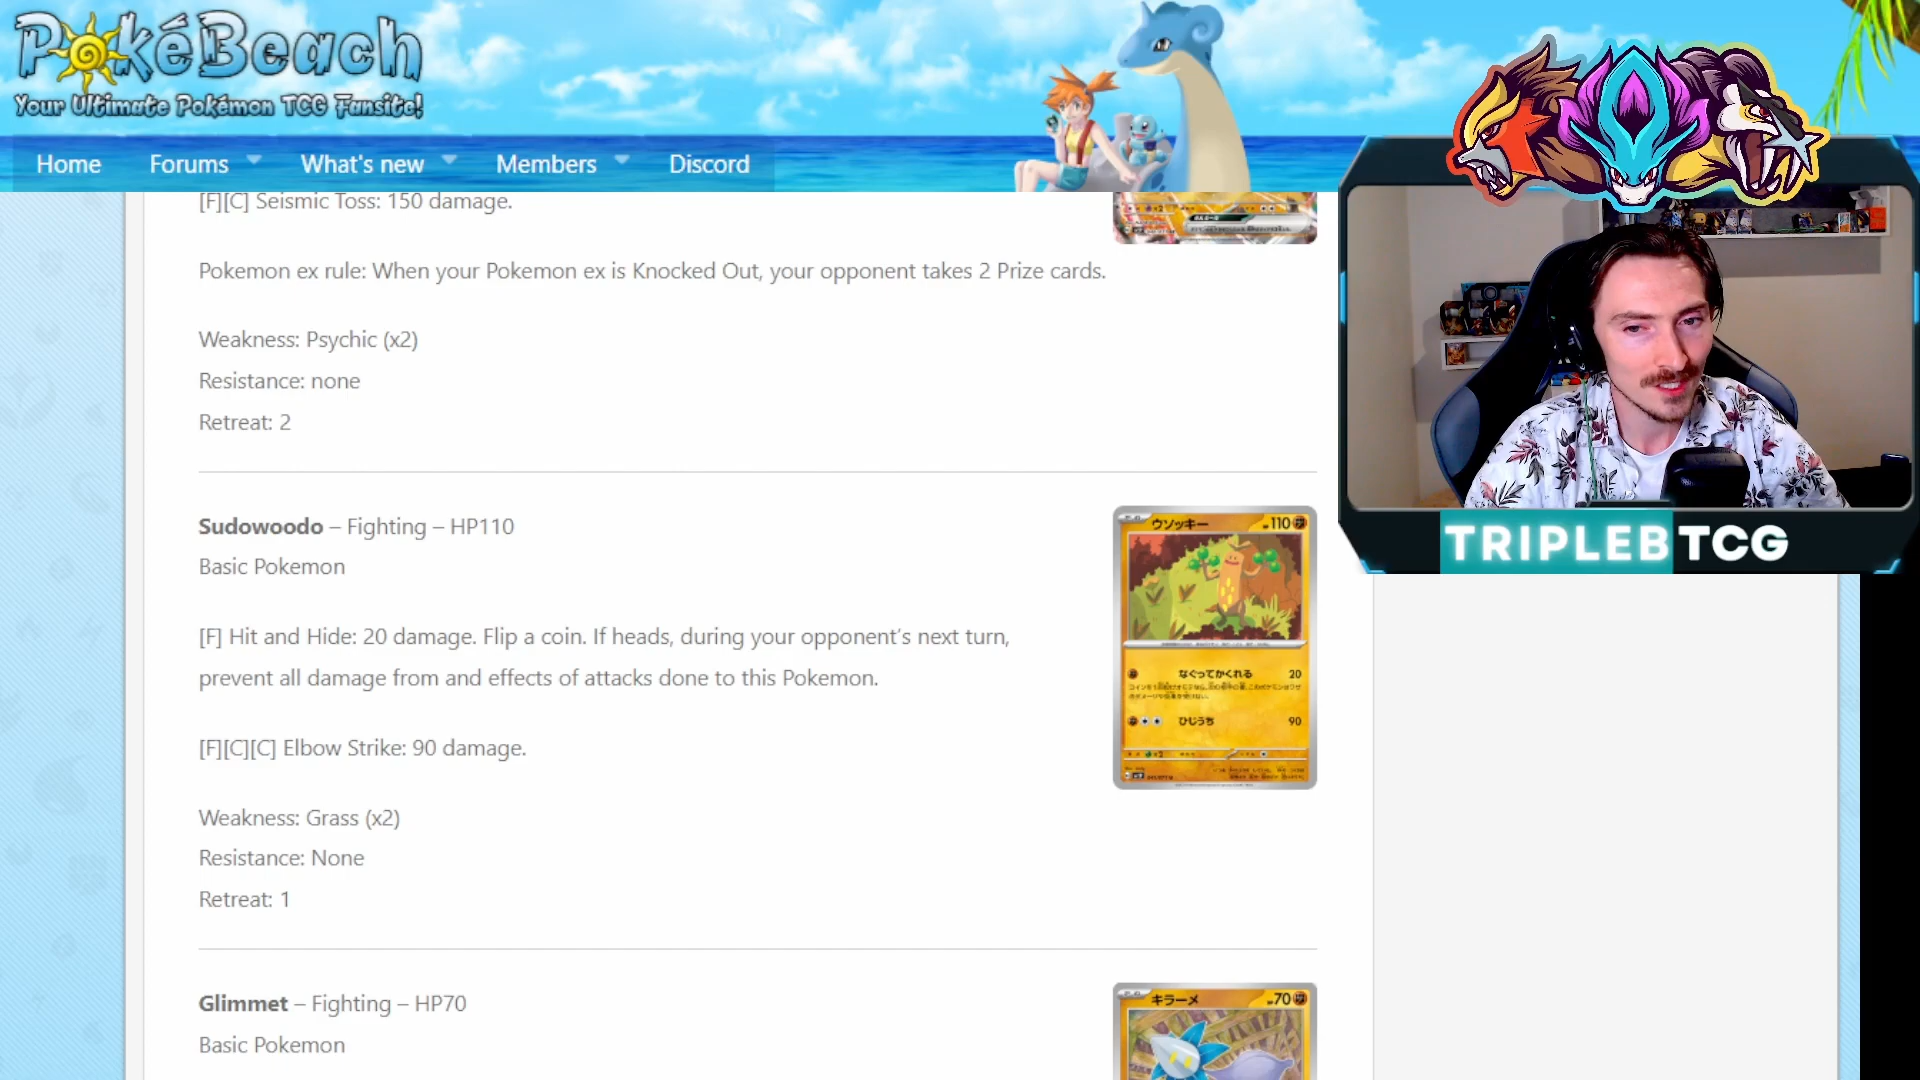 PokéBeach
Your Ultimate Pokémon TCG Fansite!
Home
Forums
What's new
Members
Discord
[F][C] Seismic Toss: 150 damage.
Pokemon ex rule: When your Pokemon ex is Knocked Out, your opponent takes 2 Prize cards.
Weakness: Psychic (x2)
Resistance: none
Retreat: 2
Sudowoodo – Fighting – HP110
Basic Pokemon
[F] Hit and Hide: 20 damage. Flip a coin. If heads, during your opponent’s next turn,
prevent all damage from and effects of attacks done to this Pokemon.
[F][C][C] Elbow Strike: 90 damage.
Weakness: Grass (x2)
Resistance: None
Retreat: 1
ウソッキー 110
なぐってかくれる 20
ひじうち 90
Glimmet – Fighting – HP70
Basic Pokemon
キラーメ 70
TRIPLEB TCG